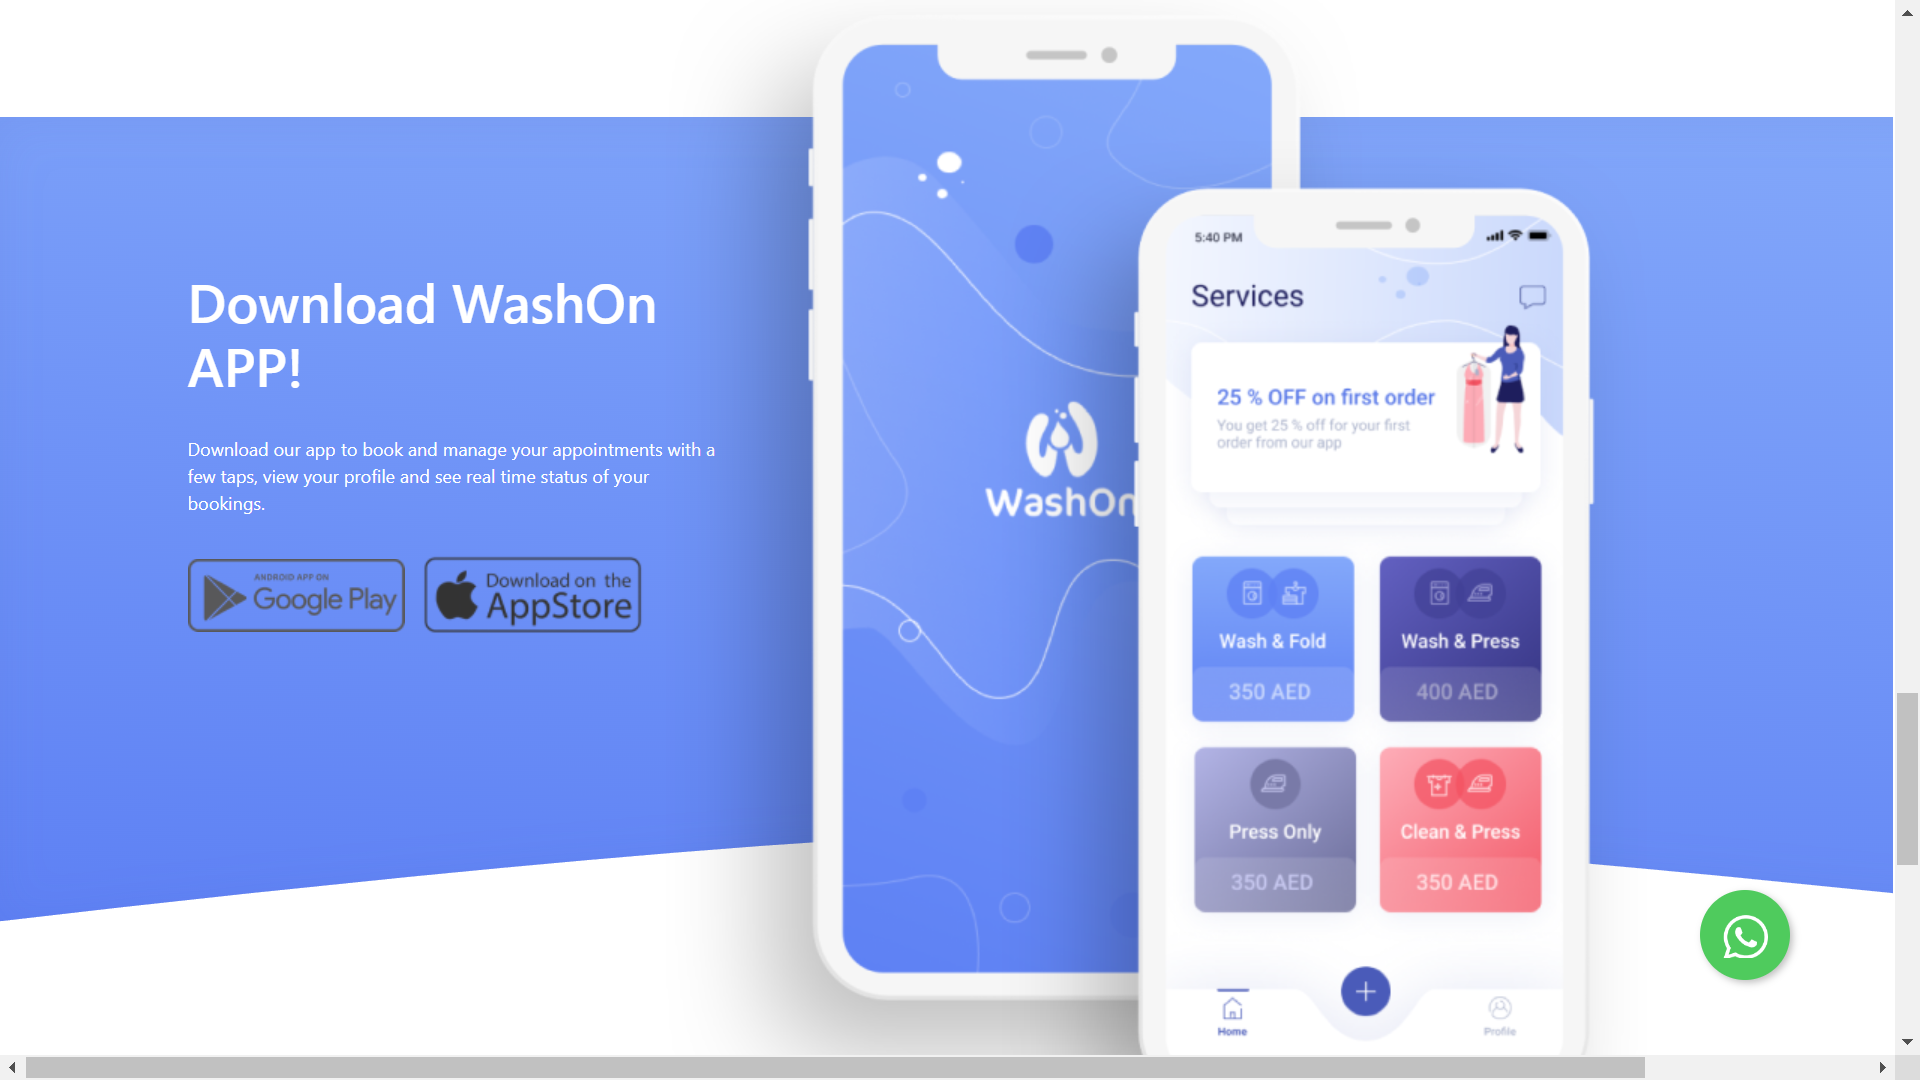 Download WashOn
APP!
Download our app to book and manage your appointments with a
few taps, view your profile and see real time status of your
bookings.
ANDROID APP ON
Google Play
Download on the
AppStore
WashOn
5:40 PM
Services
25 % OFF on first order
You get 25 % off for your first
order from our app
Wash & Fold
350 AED
Wash & Press
400 AED
Press Only
350 AED
Clean & Press
350 AED
Home
Profile